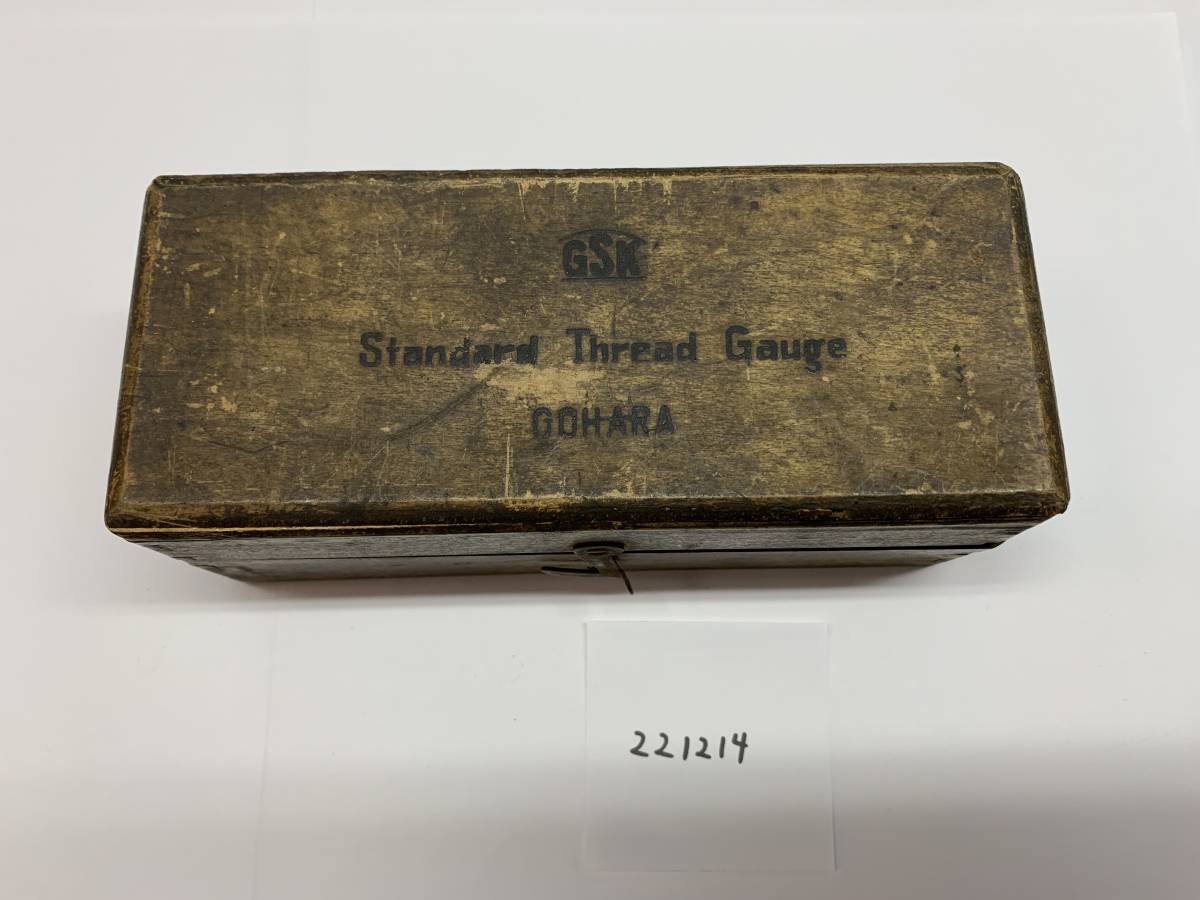 GSK
Standard Thread Gauge
GOHARA
221214